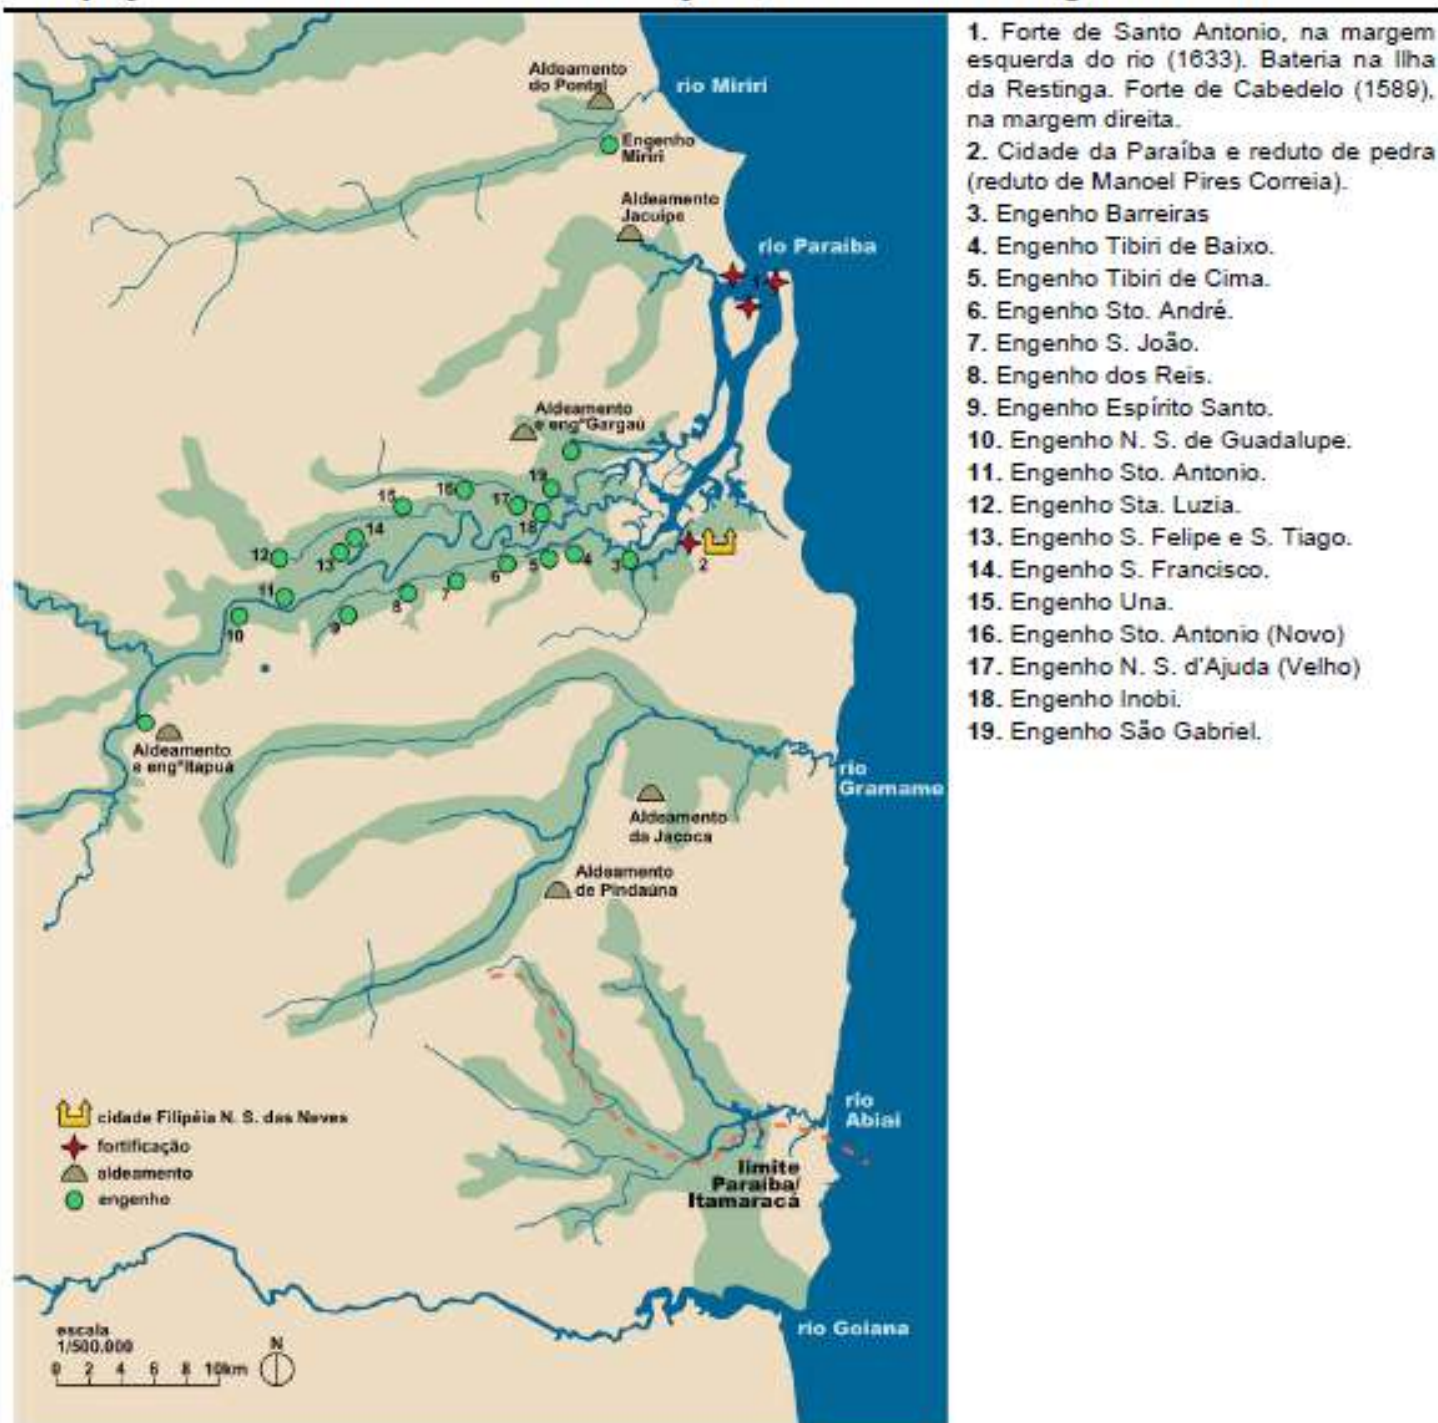 Aldeamento
do Pontal
rio Miriri
Engenho
Miriri
Aldeamento
Jacuípe
rio Paraíba
1
Aldeamento
e engºGargaú
19
16
17
15
18
14
12
13
4
5
3
2
6
7
11
8
9
10
Aldeamento
e engºItapuá
rio
Gramame
Aldeamento
da Jacoca
Aldeamento
de Pindaúna
rio
Abiai
limite
Paraíba/
Itamaracá
cidade Filipéia N. S. das Neves
fortificação
aldeamento
engenho
rio Goiana
escala
1/500.000
0 2 4 6 8 10km
N
1. Forte de Santo Antonio, na margem
esquerda do rio (1633). Bateria na Ilha
da Restinga. Forte de Cabedelo (1589),
na margem direita.
2. Cidade da Paraíba e reduto de pedra
(reduto de Manoel Pires Correia).
3. Engenho Barreiras
4. Engenho Tibiri de Baixo.
5. Engenho Tibiri de Cima.
6. Engenho Sto. André.
7. Engenho S. João.
8. Engenho dos Reis.
9. Engenho Espírito Santo.
10. Engenho N. S. de Guadalupe.
11. Engenho Sto. Antonio.
12. Engenho Sta. Luzia.
13. Engenho S. Felipe e S. Tiago.
14. Engenho S. Francisco.
15. Engenho Una.
16. Engenho Sto. Antonio (Novo)
17. Engenho N. S. d'Ajuda (Velho)
18. Engenho Inobi.
19. Engenho São Gabriel.